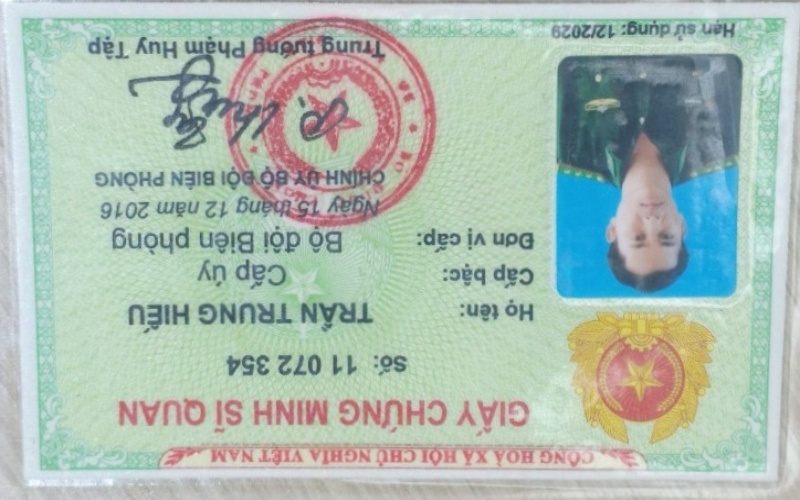 CỘNG HOÀ XÃ HỘI CHỦ NGHĨA VIỆT NAM
GIẤY CHỨNG MINH SĨ QUAN
Số: 11 072 354
Họ tên: TRẦN TRUNG HIẾU
Cấp bậc: Cấp úy
Đơn vị cấp: Bộ đội Biên phòng
Ngày 15 tháng 12 năm 2016
CHÍNH ỦY BỘ ĐỘI BIÊN PHÒNG
Trung tướng Phạm Huy Tập
Hạn sử dụng: 12/2029